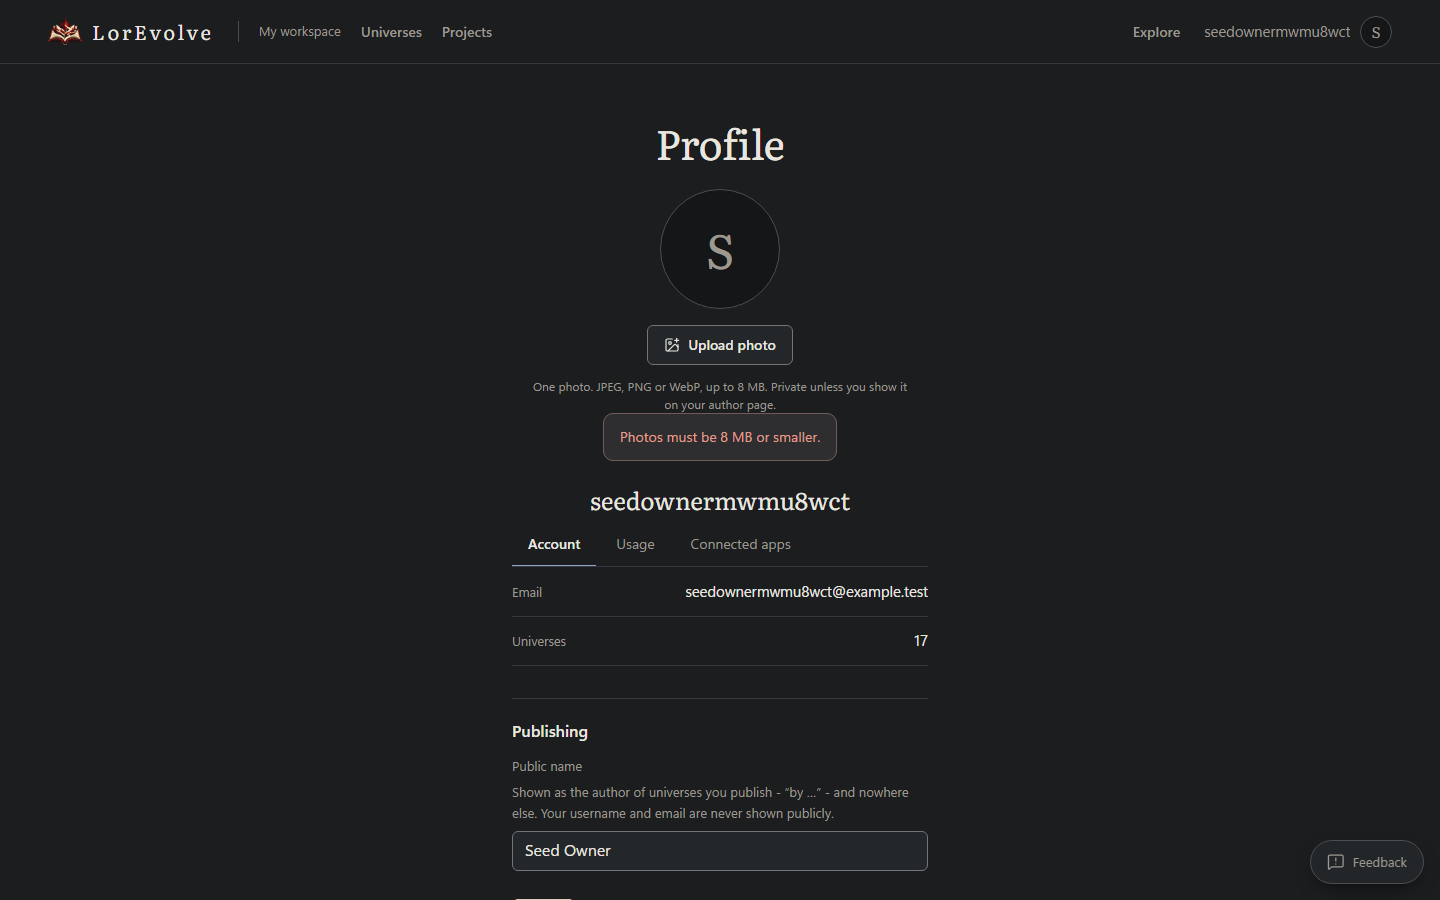 LorEvolve
My workspace
Universes
Projects
Explore
seedownermwmu8wct
S
Profile
S
Upload photo
One photo. JPEG, PNG or WebP, up to 8 MB. Private unless you show it
on your author page.
Photos must be 8 MB or smaller.
seedownermwmu8wct
Account
Usage
Connected apps
Email
seedownermwmu8wct@example.test
Universes
17
Publishing
Public name
Shown as the author of universes you publish - “by ...” - and nowhere
else. Your username and email are never shown publicly.
Seed Owner
Feedback